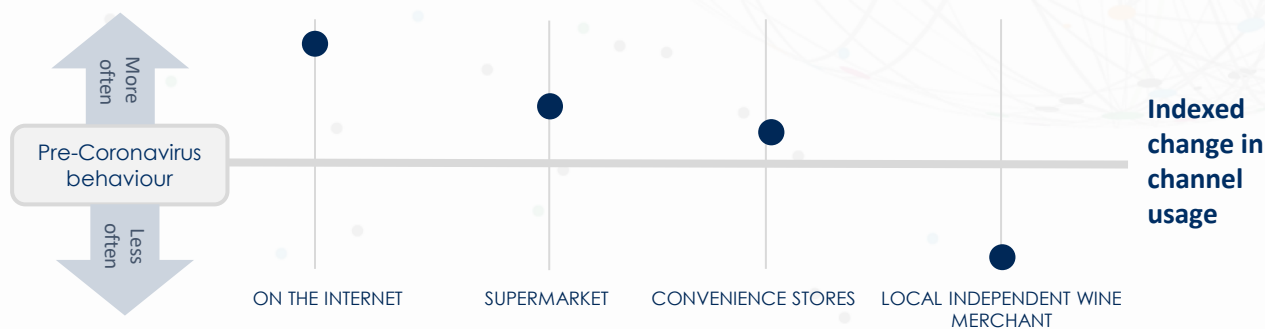 More
often
Pre-Coronavirus
behaviour
Less
often
ON THE INTERNET
SUPERMARKET
CONVENIENCE STORES
LOCAL INDEPENDENT WINE
MERCHANT
Indexed
change in
channel
usage